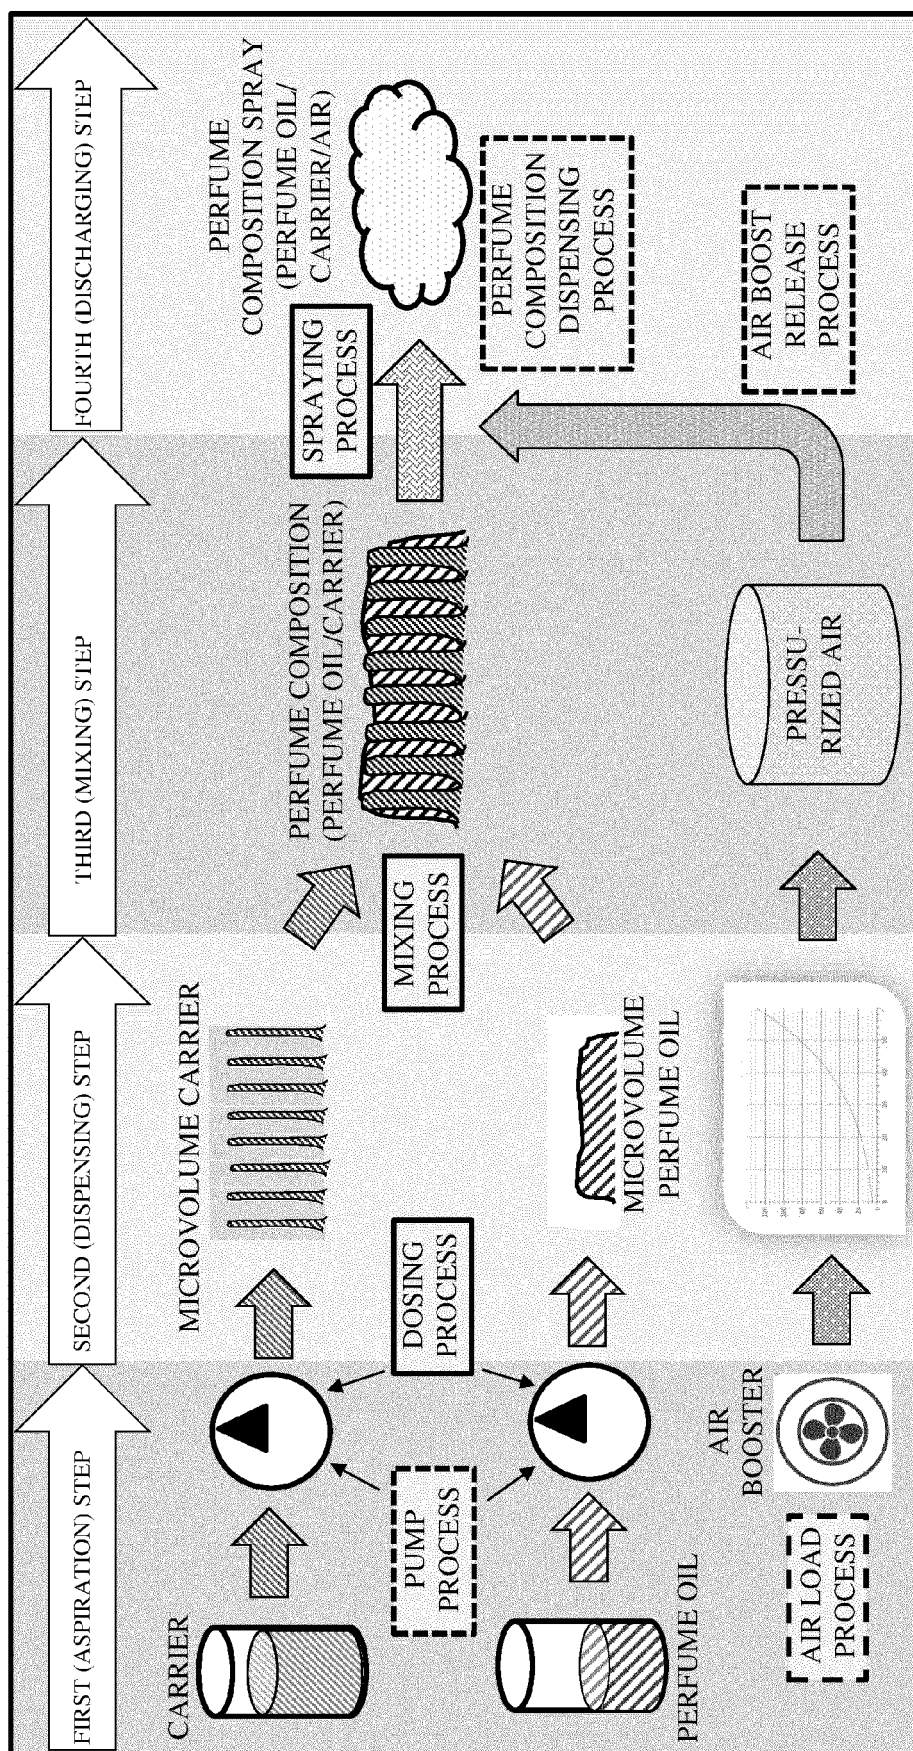 FIRST (ASPIRATION) STEP
SECOND (DISPENSING) STEP
THIRD (MIXING) STEP
FOURTH (DISCHARGING) STEP
CARRIER
MICROVOLUME CARRIER
PERFUME COMPOSITION
(PERFUME OIL/CARRIER)
SPRAYING
PROCESS
PERFUME
COMPOSITION SPRAY
(PERFUME OIL/
CARRIER/AIR)
PUMP
PROCESS
DOSING
PROCESS
MIXING
PROCESS
PERFUME
COMPOSITION
DISPENSING
PROCESS
PERFUME OIL
MICROVOLUME
PERFUME OIL
AIR
BOOSTER
AIR LOAD
PROCESS
PRESSU-
RIZED AIR
AIR BOOST
RELEASE
PROCESS